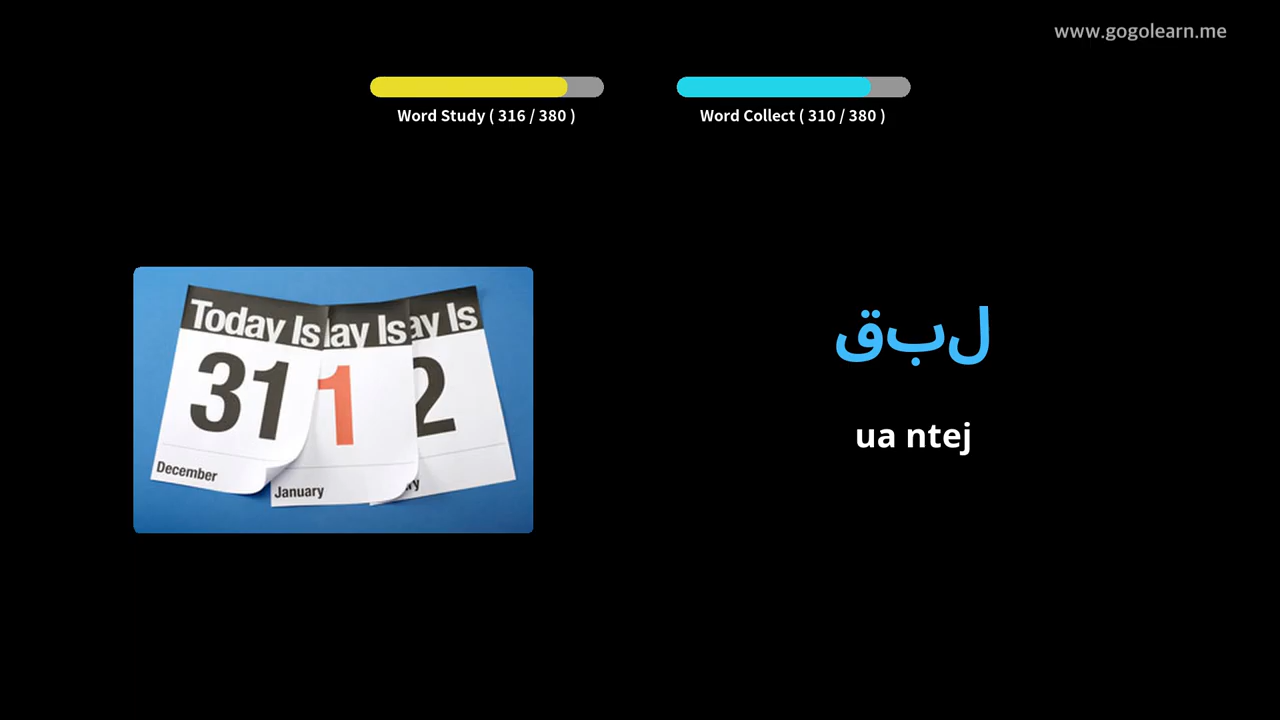 www.gogolearn.me
Word Study ( 316 / 380 )
Word Collect ( 310 / 380 )
Today Is
31
December
ay Is
1
January
ay Is
2
ry
لبق
ua ntej